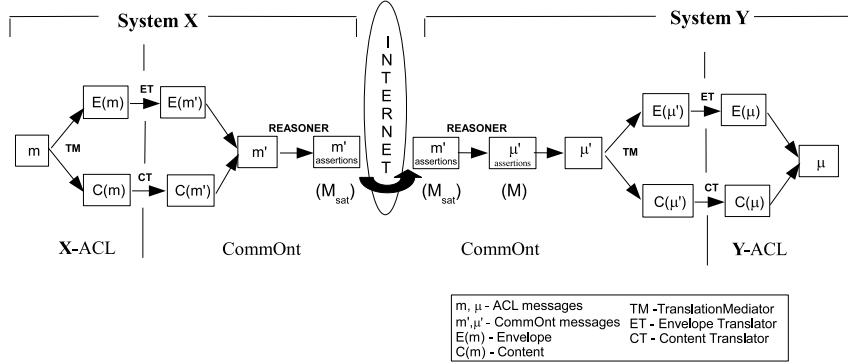 System X
System Y
INTERNET
m
TM
E(m)
ET
E(m')
C(m)
CT
C(m')
m'
REASONER
m'
assertions
(Msat)
m'
assertions
(Msat)
REASONER
μ'
assertions
(M)
μ'
TM
E(μ')
ET
E(μ)
C(μ')
CT
C(μ)
μ
X-ACL
CommOnt
CommOnt
Y-ACL
m, μ - ACL messages
m',μ' - CommOnt messages
E(m) - Envelope
C(m) - Content
TM -TranslationMediator
ET - Envelope Translator
CT - Content Translator